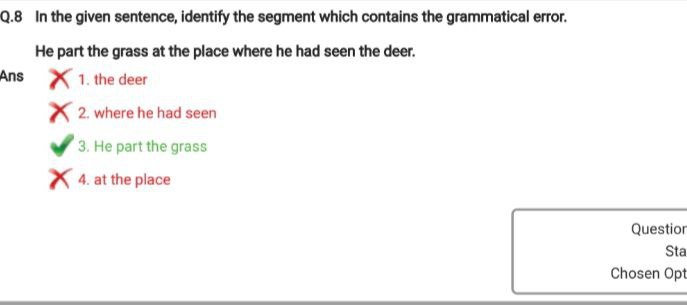 Q.8 In the given sentence, identify the segment which contains the grammatical error.
He part the grass at the place where he had seen the deer.
Ans 1. the deer
2. where he had seen
3. He part the grass
4. at the place
Question
Sta
Chosen Opt